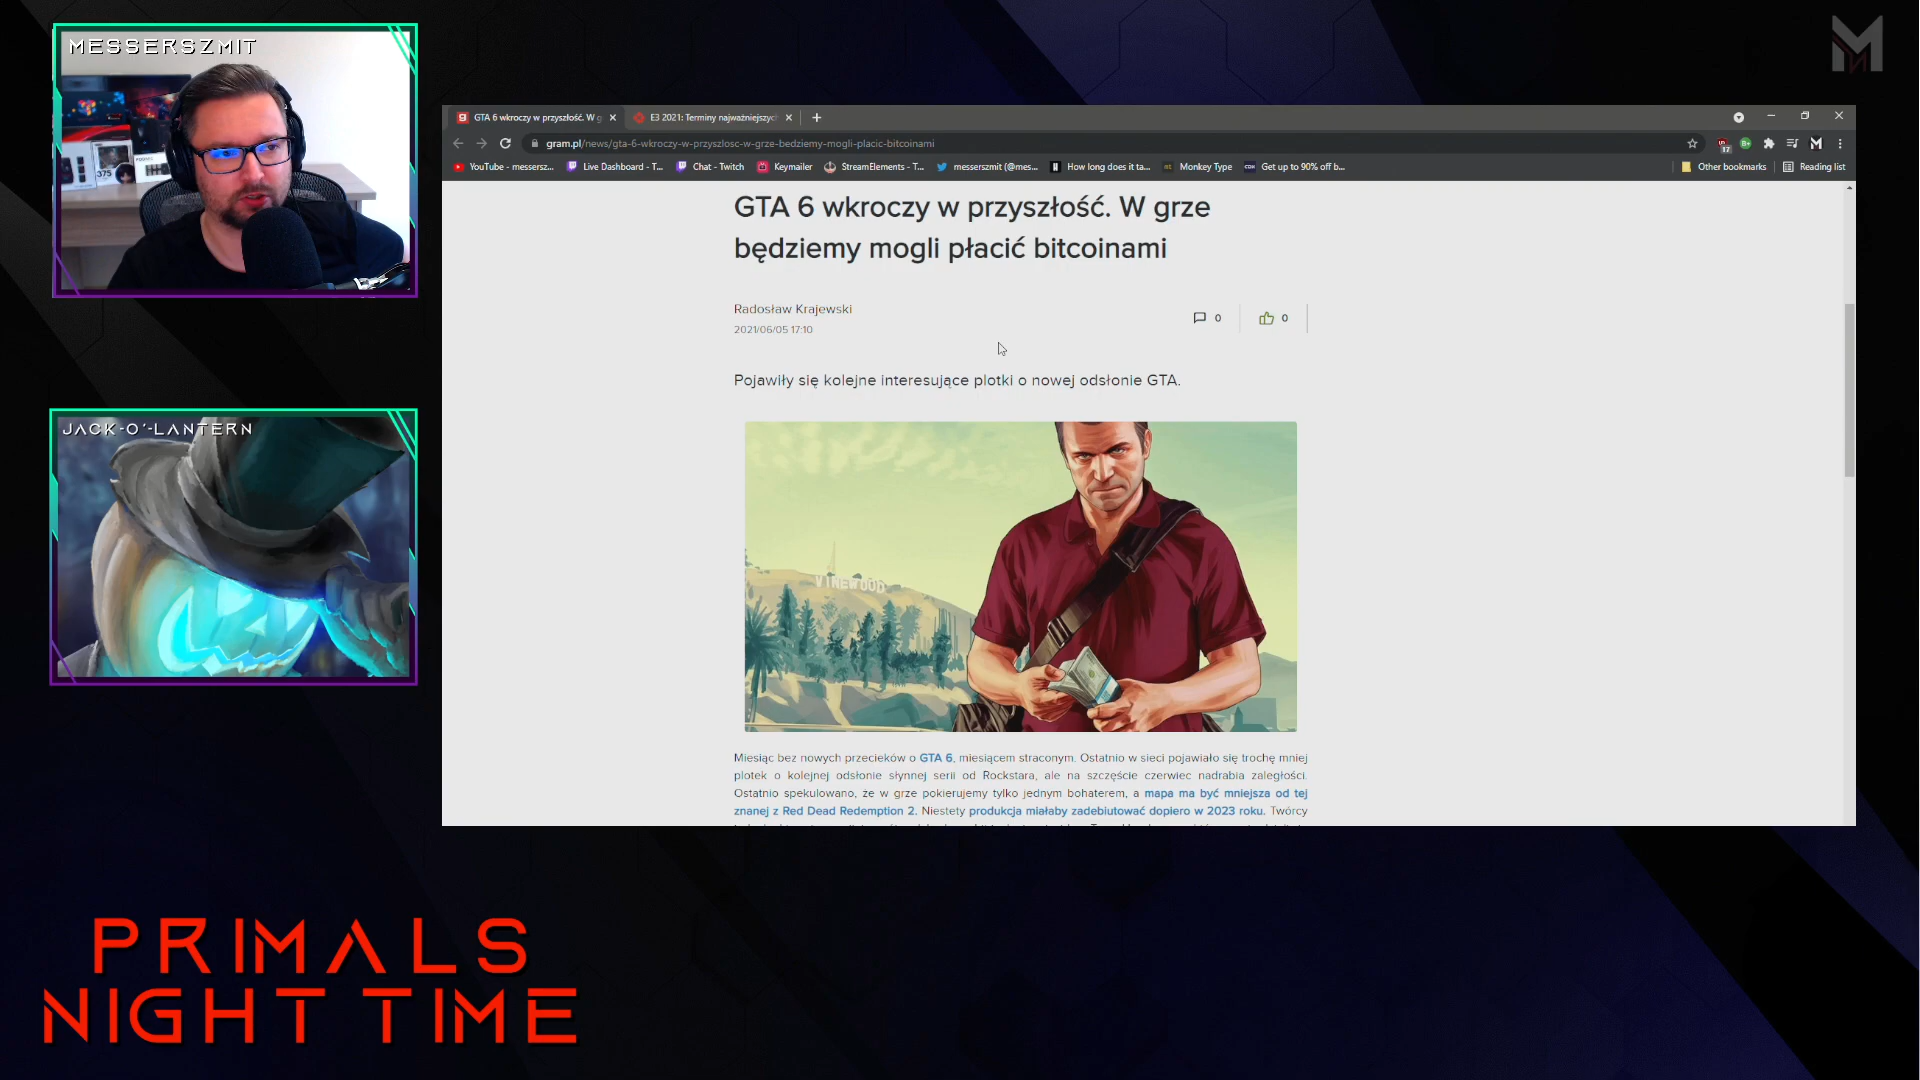 MESSERSZMIT
JACK-O'-LANTERN
GTA 6 wkroczy w przyszłość. W g
E3 2021: Terminy najważniejszych
gram.pl/news/gta-6-wkroczy-w-przyszlosc-w-grze-bedziemy-mogli-placic-bitcoinami
YouTube - messersz...
Live Dashboard - T...
Chat - Twitch
Keymailer
StreamElements - T...
messerszmit (@mes...
How long does it ta...
Monkey Type
Get up to 90% off b...
Other bookmarks
Reading list
GTA 6 wkroczy w przyszłość. W grze
będziemy mogli płacić bitcoinami
Radosław Krajewski
2021/06/05 17:10
0
0
Pojawiły się kolejne interesujące plotki o nowej odsłonie GTA.
VINEWOOD
Miesiąc bez nowych przecieków o GTA 6, miesiącem straconym. Ostatnio w sieci pojawiało się trochę mniej
plotek o kolejnej odsłonie słynnej serii od Rockstara, ale na szczęście czerwiec nadrabia zaległości.
Ostatnio spekulowano, że w grze pokierujemy tylko jednym bohaterem, a mapa ma być mniejsza od tej
znanej z Red Dead Redemption 2. Niestety produkcja miałaby zadebiutować dopiero w 2023 roku. Twórcy
PRIMALS
NIGHT TIME